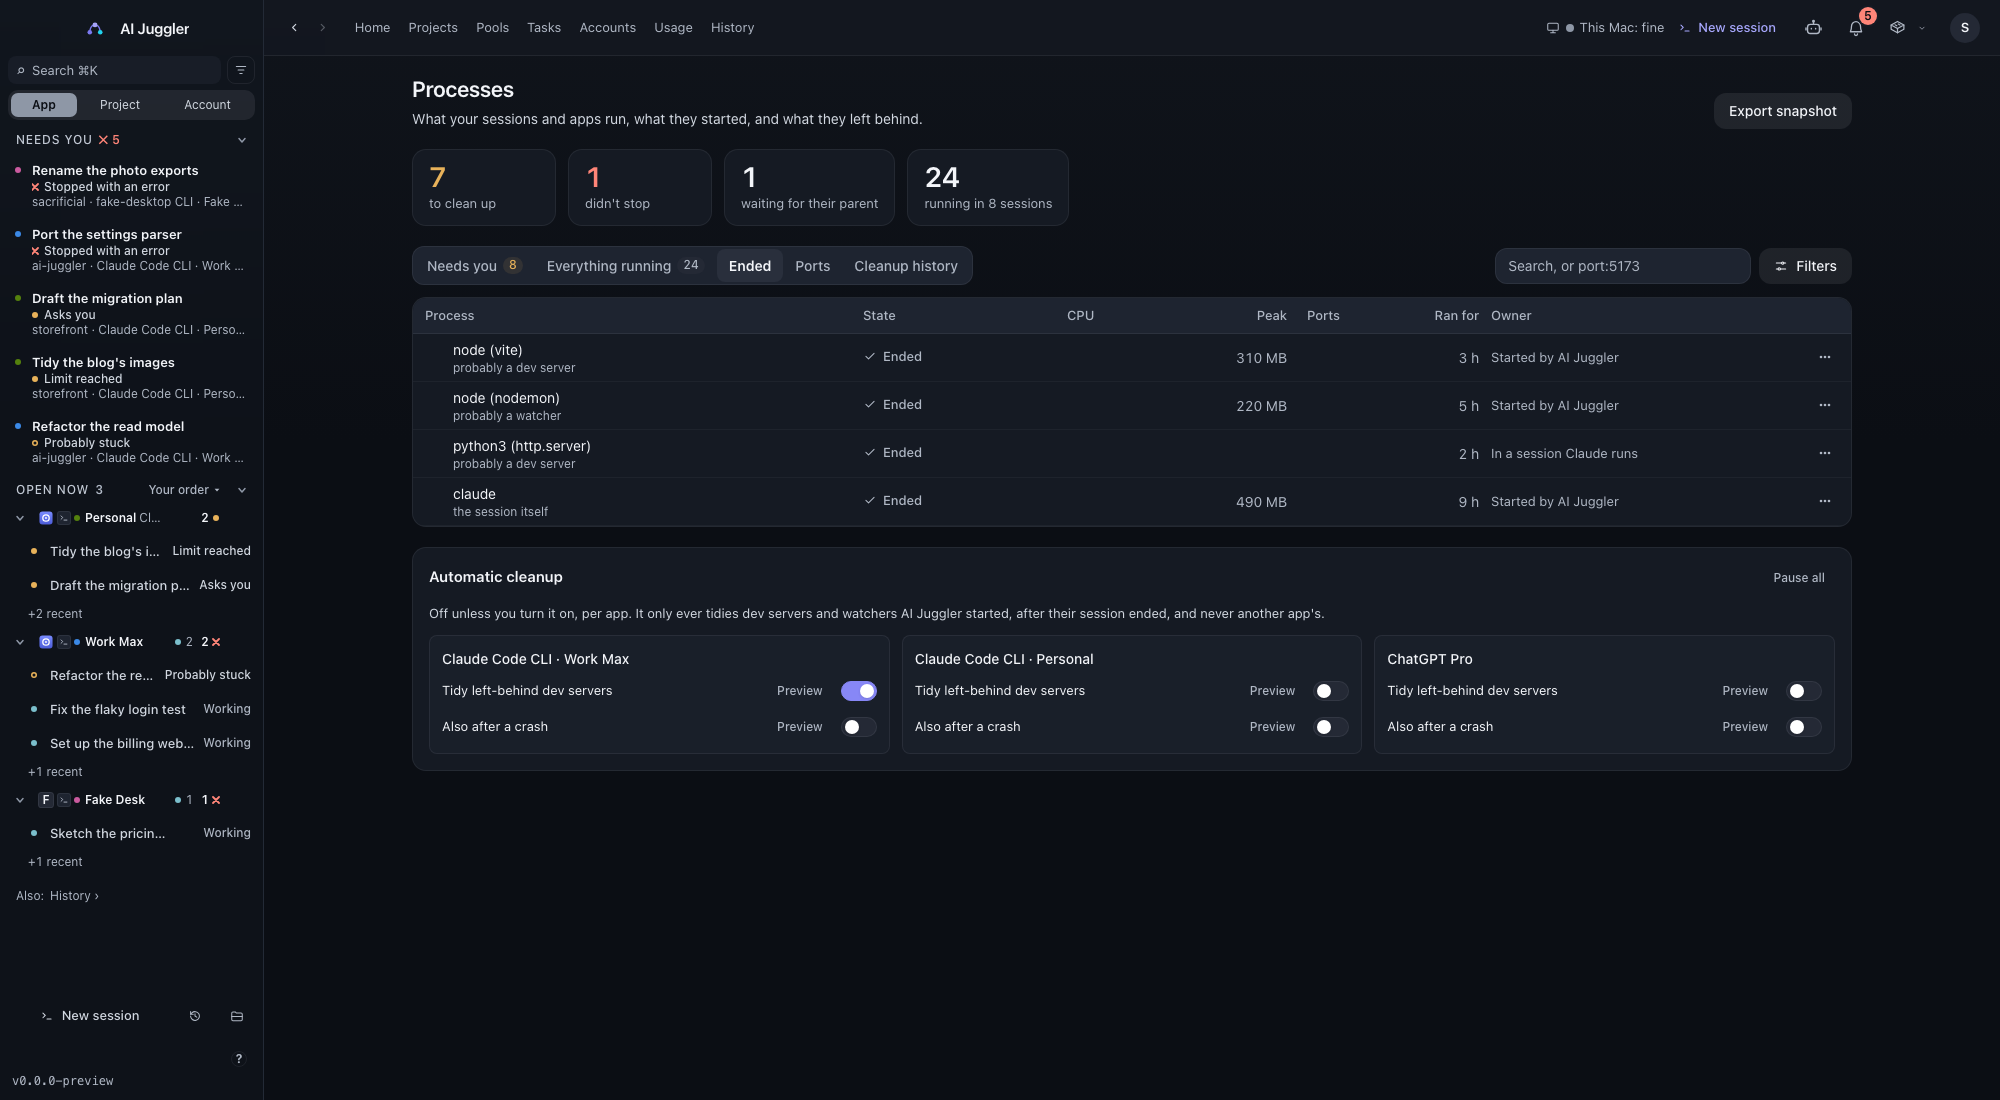 AI Juggler
Search ⌘K
App Project Account
NEEDS YOU 5
Rename the photo exports
Stopped with an error
sacrificial · fake-desktop CLI · Fake ...
Port the settings parser
Stopped with an error
ai-juggler · Claude Code CLI · Work ...
Draft the migration plan
Asks you
storefront · Claude Code CLI · Perso...
Tidy the blog's images
Limit reached
storefront · Claude Code CLI · Perso...
Refactor the read model
Probably stuck
ai-juggler · Claude Code CLI · Work ...
OPEN NOW 3 Your order
Personal Cl... 2
Tidy the blog's i... Limit reached
Draft the migration p... Asks you
+2 recent
Work Max 2 2
Refactor the re... Probably stuck
Fix the flaky login test Working
Set up the billing web... Working
+1 recent
F Fake Desk 1 1
Sketch the pricin... Working
+1 recent
Also: History ›
New session
?
v0.0.0-preview
Home Projects Pools Tasks Accounts Usage History
This Mac: fine New session 5 S
Processes
What your sessions and apps run, what they started, and what they left behind.
Export snapshot
7
to clean up
1
didn't stop
1
waiting for their parent
24
running in 8 sessions
Needs you 8 Everything running 24 Ended Ports Cleanup history
Search, or port:5173 Filters
Process State CPU Peak Ports Ran for Owner
node (vite)
probably a dev server
Ended 310 MB 3 h Started by AI Juggler ···
node (nodemon)
probably a watcher
Ended 220 MB 5 h Started by AI Juggler ···
python3 (http.server)
probably a dev server
Ended 2 h In a session Claude runs ···
claude
the session itself
Ended 490 MB 9 h Started by AI Juggler ···
Automatic cleanup Pause all
Off unless you turn it on, per app. It only ever tidies dev servers and watchers AI Juggler started, after their session ended, and never another app's.
Claude Code CLI · Work Max
Tidy left-behind dev servers Preview
Also after a crash Preview
Claude Code CLI · Personal
Tidy left-behind dev servers Preview
Also after a crash Preview
ChatGPT Pro
Tidy left-behind dev servers Preview
Also after a crash Preview